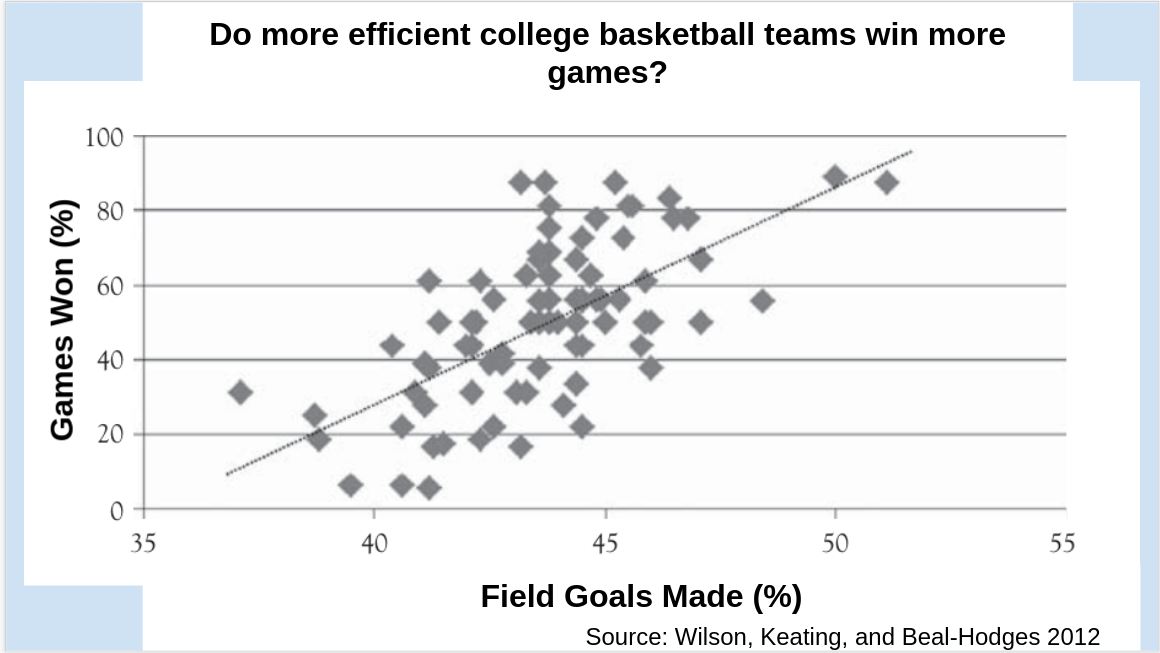 Do more efficient college basketball teams win more
games?
100
80
60
40
20
0
Games Won (%)
35 40 45 50 55
Field Goals Made (%)
Source: Wilson, Keating, and Beal-Hodges 2012